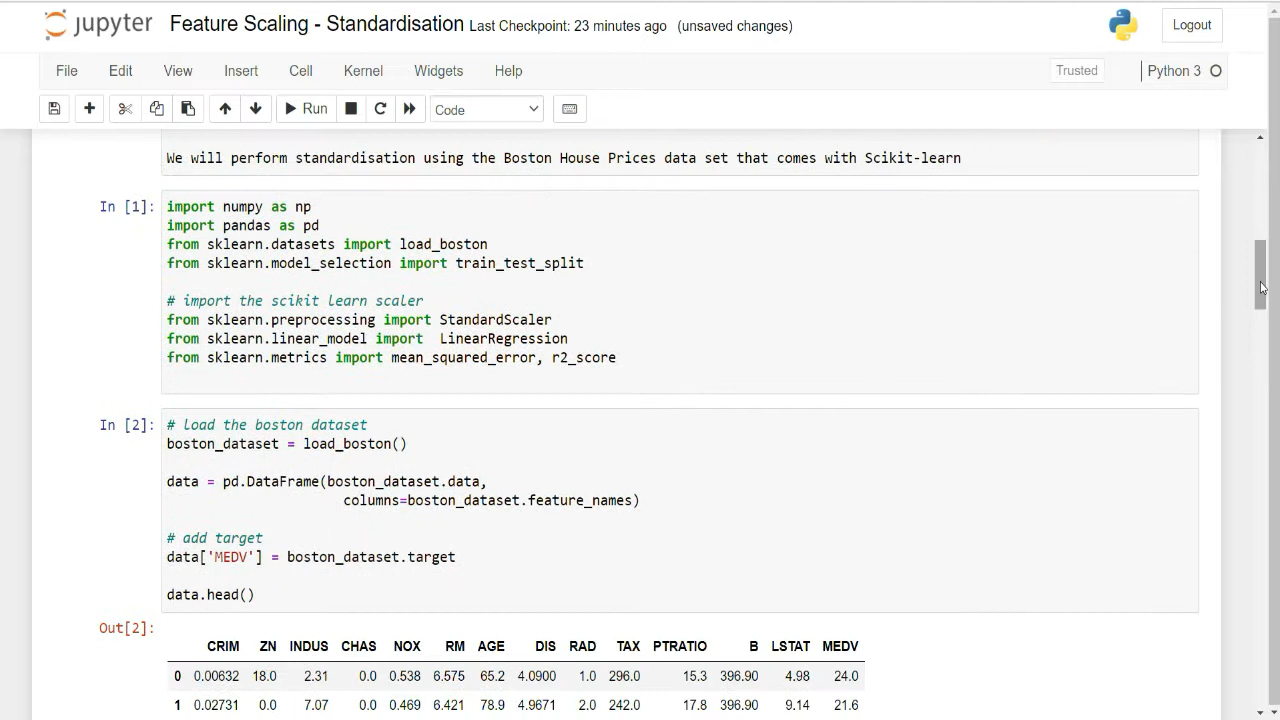 jupyter Feature Scaling - Standardisation Last Checkpoint: 23 minutes ago (unsaved changes) Logout
File Edit View Insert Cell Kernel Widgets Help Trusted Python 3
Run Code
We will perform standardisation using the Boston House Prices data set that comes with Scikit-learn
In [1]: import numpy as np
import pandas as pd
from sklearn.datasets import load_boston
from sklearn.model_selection import train_test_split
# import the scikit learn scaler
from sklearn.preprocessing import StandardScaler
from sklearn.linear_model import  LinearRegression
from sklearn.metrics import mean_squared_error, r2_score
In [2]: # load the boston dataset
boston_dataset = load_boston()
data = pd.DataFrame(boston_dataset.data,
columns=boston_dataset.feature_names)
# add target
data['MEDV'] = boston_dataset.target
data.head()
Out[2]:
CRIM ZN INDUS CHAS NOX RM AGE DIS RAD TAX PTRATIO B LSTAT MEDV
0 0.00632 18.0 2.31 0.0 0.538 6.575 65.2 4.0900 1.0 296.0 15.3 396.90 4.98 24.0
1 0.02731 0.0 7.07 0.0 0.469 6.421 78.9 4.9671 2.0 242.0 17.8 396.90 9.14 21.6